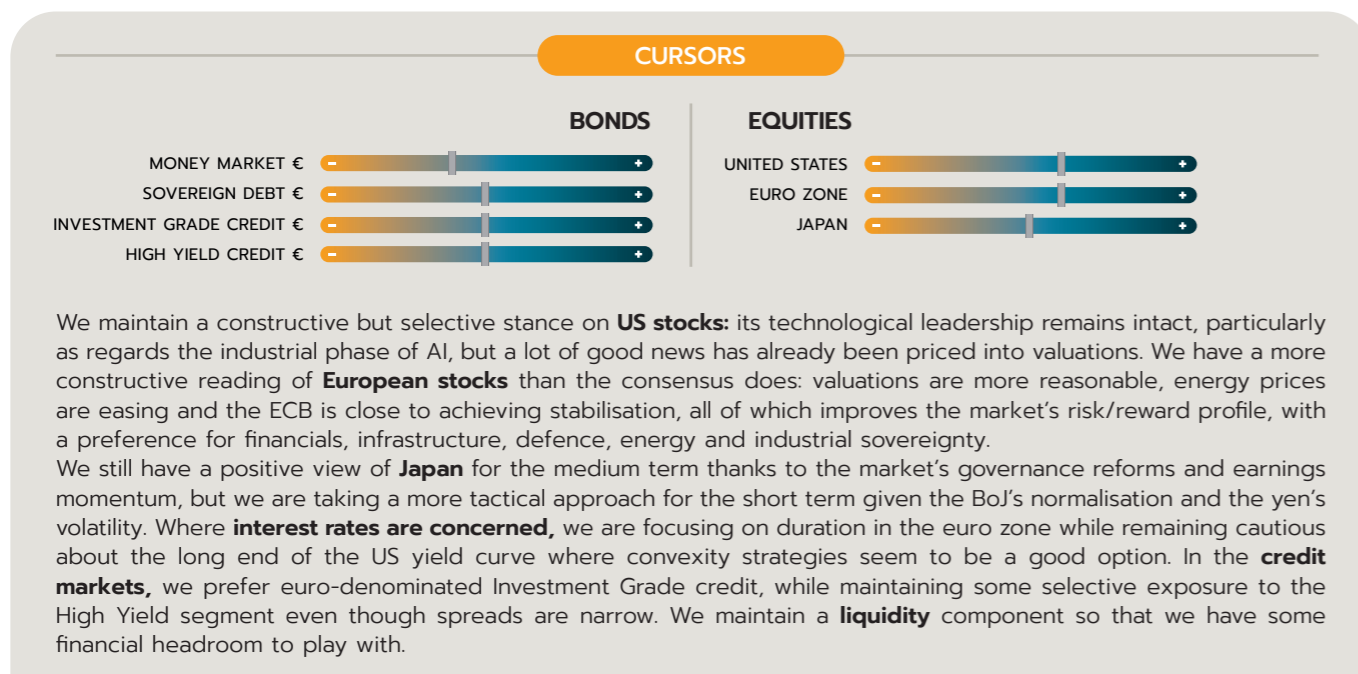 CURSORS
BONDS
MONEY MARKET €
- +
SOVEREIGN DEBT €
- +
INVESTMENT GRADE CREDIT €
- +
HIGH YIELD CREDIT €
- +
EQUITIES
UNITED STATES
- +
EURO ZONE
- +
JAPAN
- +
We maintain a constructive but selective stance on US stocks: its technological leadership remains intact, particularly
as regards the industrial phase of AI, but a lot of good news has already been priced into valuations. We have a more
constructive reading of European stocks than the consensus does: valuations are more reasonable, energy prices
are easing and the ECB is close to achieving stabilisation, all of which improves the market's risk/reward profile, with
a preference for financials, infrastructure, defence, energy and industrial sovereignty.
We still have a positive view of Japan for the medium term thanks to the market's governance reforms and earnings
momentum, but we are taking a more tactical approach for the short term given the BoJ's normalisation and the yen's
volatility. Where interest rates are concerned, we are focusing on duration in the euro zone while remaining cautious
about the long end of the US yield curve where convexity strategies seem to be a good option. In the credit
markets, we prefer euro-denominated Investment Grade credit, while maintaining some selective exposure to the
High Yield segment even though spreads are narrow. We maintain a liquidity component so that we have some
financial headroom to play with.